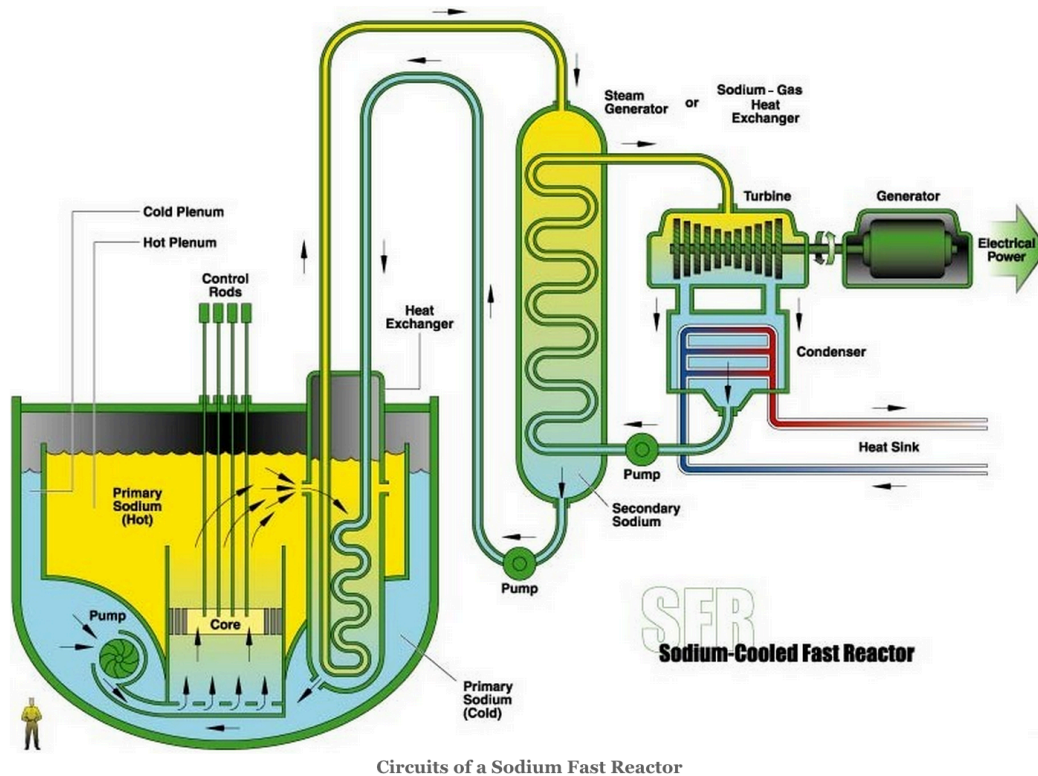 Steam
Generator
or
Sodium – Gas
Heat
Exchanger
Turbine
Generator
Cold Plenum
Hot Plenum
Electrical
Power
Control
Rods
Heat
Exchanger
Condenser
Heat Sink
Pump
Primary
Sodium
(Hot)
Secondary
Sodium
Pump
Pump
Core
SFR
Sodium-Cooled Fast Reactor
Primary
Sodium
(Cold)
Circuits of a Sodium Fast Reactor